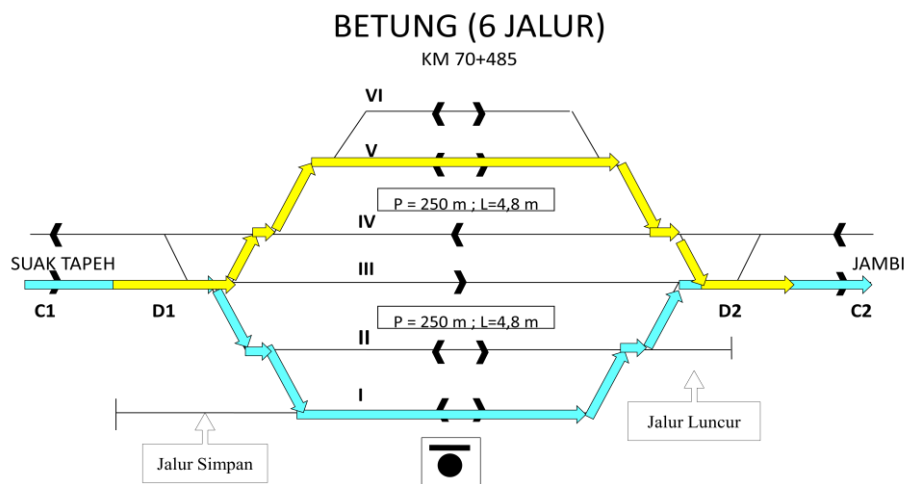 BETUNG (6 JALUR)
KM 70+485
VI
V
P = 250 m ; L=4,8 m
IV
SUAK TAPEH
JAMBI
III
C1
D1
D2
C2
P = 250 m ; L=4,8 m
II
I
Jalur Luncur
Jalur Simpan